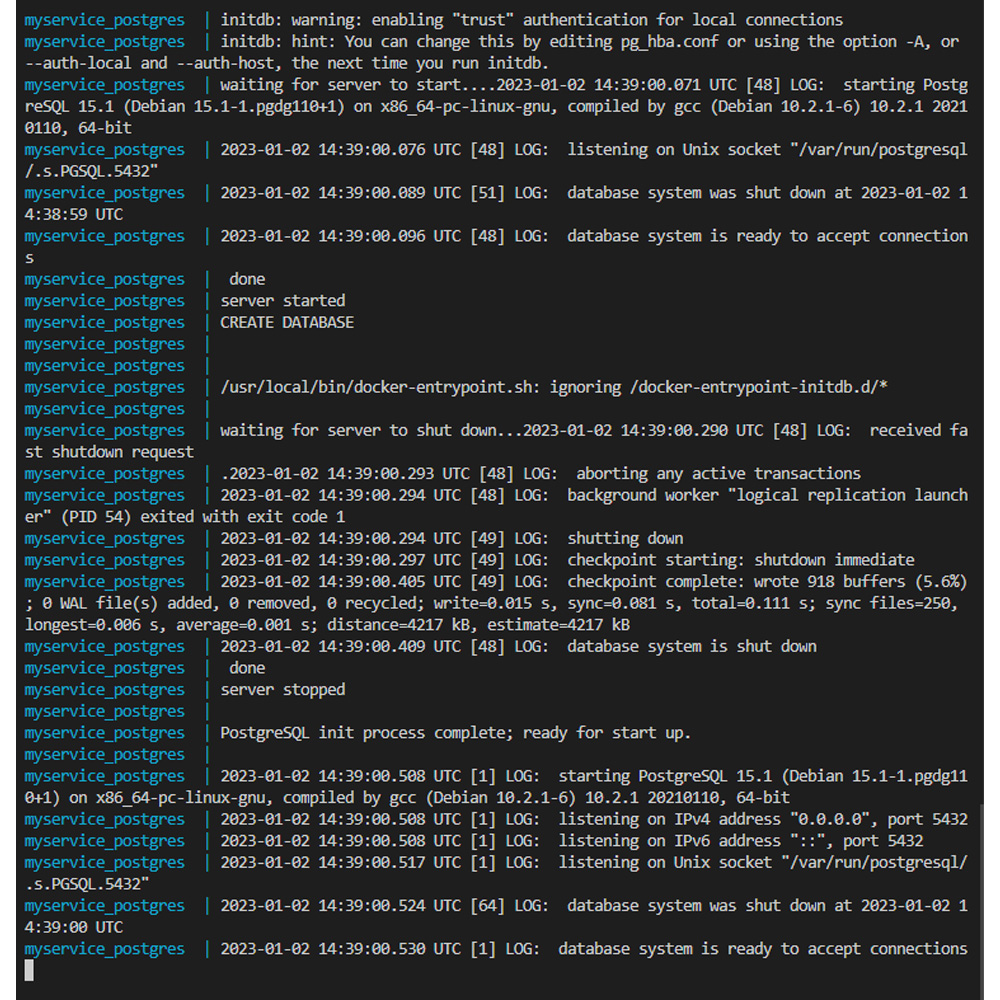 myservice_postgres  | initdb: warning: enabling "trust" authentication for local connections
myservice_postgres  | initdb: hint: You can change this by editing pg_hba.conf or using the option -A, or
--auth-local and --auth-host, the next time you run initdb.
myservice_postgres  | waiting for server to start....2023-01-02 14:39:00.071 UTC [48] LOG:  starting Postg
reSQL 15.1 (Debian 15.1-1.pgdg110+1) on x86_64-pc-linux-gnu, compiled by gcc (Debian 10.2.1-6) 10.2.1 2021
0110, 64-bit
myservice_postgres  | 2023-01-02 14:39:00.076 UTC [48] LOG:  listening on Unix socket "/var/run/postgresql
/.s.PGSQL.5432"
myservice_postgres  | 2023-01-02 14:39:00.089 UTC [51] LOG:  database system was shut down at 2023-01-02 1
4:38:59 UTC
myservice_postgres  | 2023-01-02 14:39:00.096 UTC [48] LOG:  database system is ready to accept connection
s
myservice_postgres  |  done
myservice_postgres  | server started
myservice_postgres  | CREATE DATABASE
myservice_postgres  |
myservice_postgres  |
myservice_postgres  | /usr/local/bin/docker-entrypoint.sh: ignoring /docker-entrypoint-initdb.d/*
myservice_postgres  |
myservice_postgres  | waiting for server to shut down...2023-01-02 14:39:00.290 UTC [48] LOG:  received fa
st shutdown request
myservice_postgres  | .2023-01-02 14:39:00.293 UTC [48] LOG:  aborting any active transactions
myservice_postgres  | 2023-01-02 14:39:00.294 UTC [48] LOG:  background worker "logical replication launch
er" (PID 54) exited with exit code 1
myservice_postgres  | 2023-01-02 14:39:00.294 UTC [49] LOG:  shutting down
myservice_postgres  | 2023-01-02 14:39:00.297 UTC [49] LOG:  checkpoint starting: shutdown immediate
myservice_postgres  | 2023-01-02 14:39:00.405 UTC [49] LOG:  checkpoint complete: wrote 918 buffers (5.6%)
; 0 WAL file(s) added, 0 removed, 0 recycled; write=0.015 s, sync=0.081 s, total=0.111 s; sync files=250,
longest=0.006 s, average=0.001 s; distance=4217 kB, estimate=4217 kB
myservice_postgres  | 2023-01-02 14:39:00.409 UTC [48] LOG:  database system is shut down
myservice_postgres  |  done
myservice_postgres  | server stopped
myservice_postgres  |
myservice_postgres  | PostgreSQL init process complete; ready for start up.
myservice_postgres  |
myservice_postgres  | 2023-01-02 14:39:00.508 UTC [1] LOG:  starting PostgreSQL 15.1 (Debian 15.1-1.pgdg11
0+1) on x86_64-pc-linux-gnu, compiled by gcc (Debian 10.2.1-6) 10.2.1 20210110, 64-bit
myservice_postgres  | 2023-01-02 14:39:00.508 UTC [1] LOG:  listening on IPv4 address "0.0.0.0", port 5432
myservice_postgres  | 2023-01-02 14:39:00.508 UTC [1] LOG:  listening on IPv6 address "::", port 5432
myservice_postgres  | 2023-01-02 14:39:00.517 UTC [1] LOG:  listening on Unix socket "/var/run/postgresql/
.s.PGSQL.5432"
myservice_postgres  | 2023-01-02 14:39:00.524 UTC [64] LOG:  database system was shut down at 2023-01-02 1
4:39:00 UTC
myservice_postgres  | 2023-01-02 14:39:00.530 UTC [1] LOG:  database system is ready to accept connections